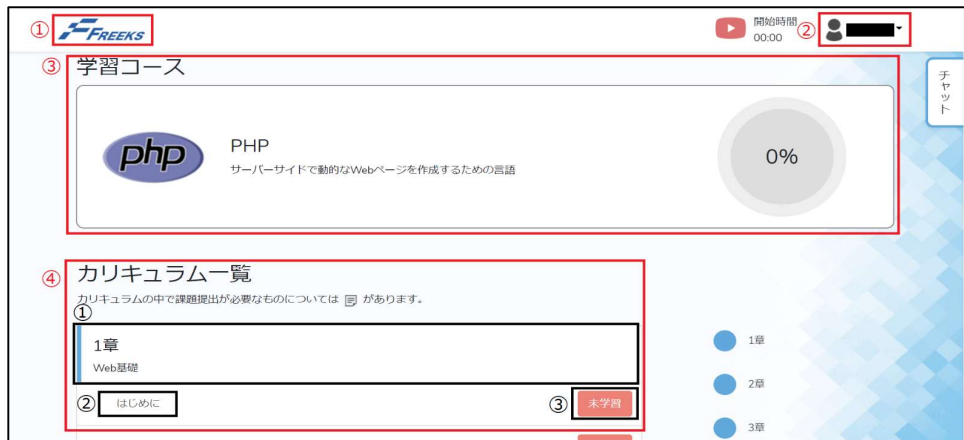 ① FREEKS
開始時間
00:00
②
③ 学習コース
チャット
php
PHP
サーバーサイドで動的なWebページを作成するための言語
0%
④ カリキュラム一覧
カリキュラムの中で課題提出が必要なものについては があります。
①
1章
Web基礎
② はじめに
③ 未学習
1章
2章
3章